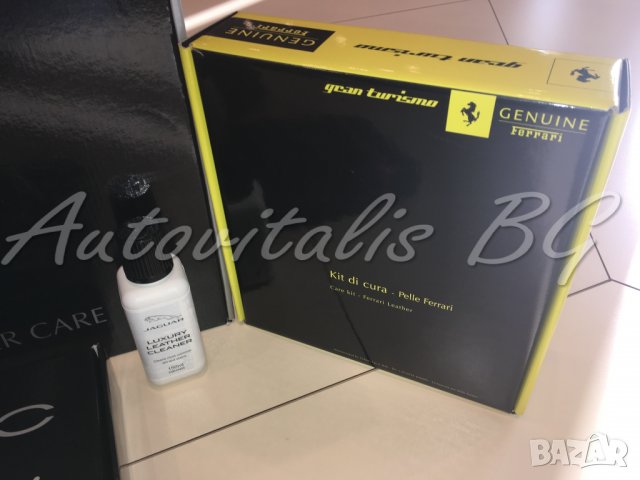 GENUINE
Ferrari
gran turismo
gran turismo
GENUINE
Ferrari
Autovitalis BG
Kit di cura - Pelle Ferrari
Care kit - Ferrari Leather
R CARE
JAGUAR
LUXURY
LEATHER
CLEANER
100ml
C
BAZAR